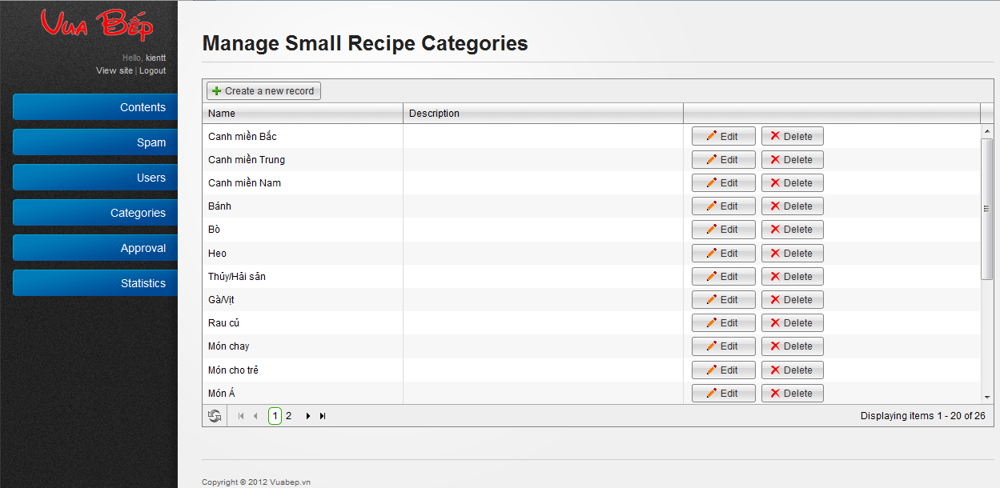 Vua Bếp
Hello, kientt
View site | Logout
Contents
Spam
Users
Categories
Approval
Statistics
Manage Small Recipe Categories
Create a new record
Name Description
Canh miền Bắc Edit Delete
Canh miền Trung Edit Delete
Canh miền Nam Edit Delete
Bánh Edit Delete
Bò Edit Delete
Heo Edit Delete
Thủy/Hải sản Edit Delete
Gà/Vịt Edit Delete
Rau củ Edit Delete
Món chay Edit Delete
Món cho trẻ Edit Delete
Món Á Edit Delete
1 2 Displaying items 1 - 20 of 26
Copyright © 2012 Vuabep.vn